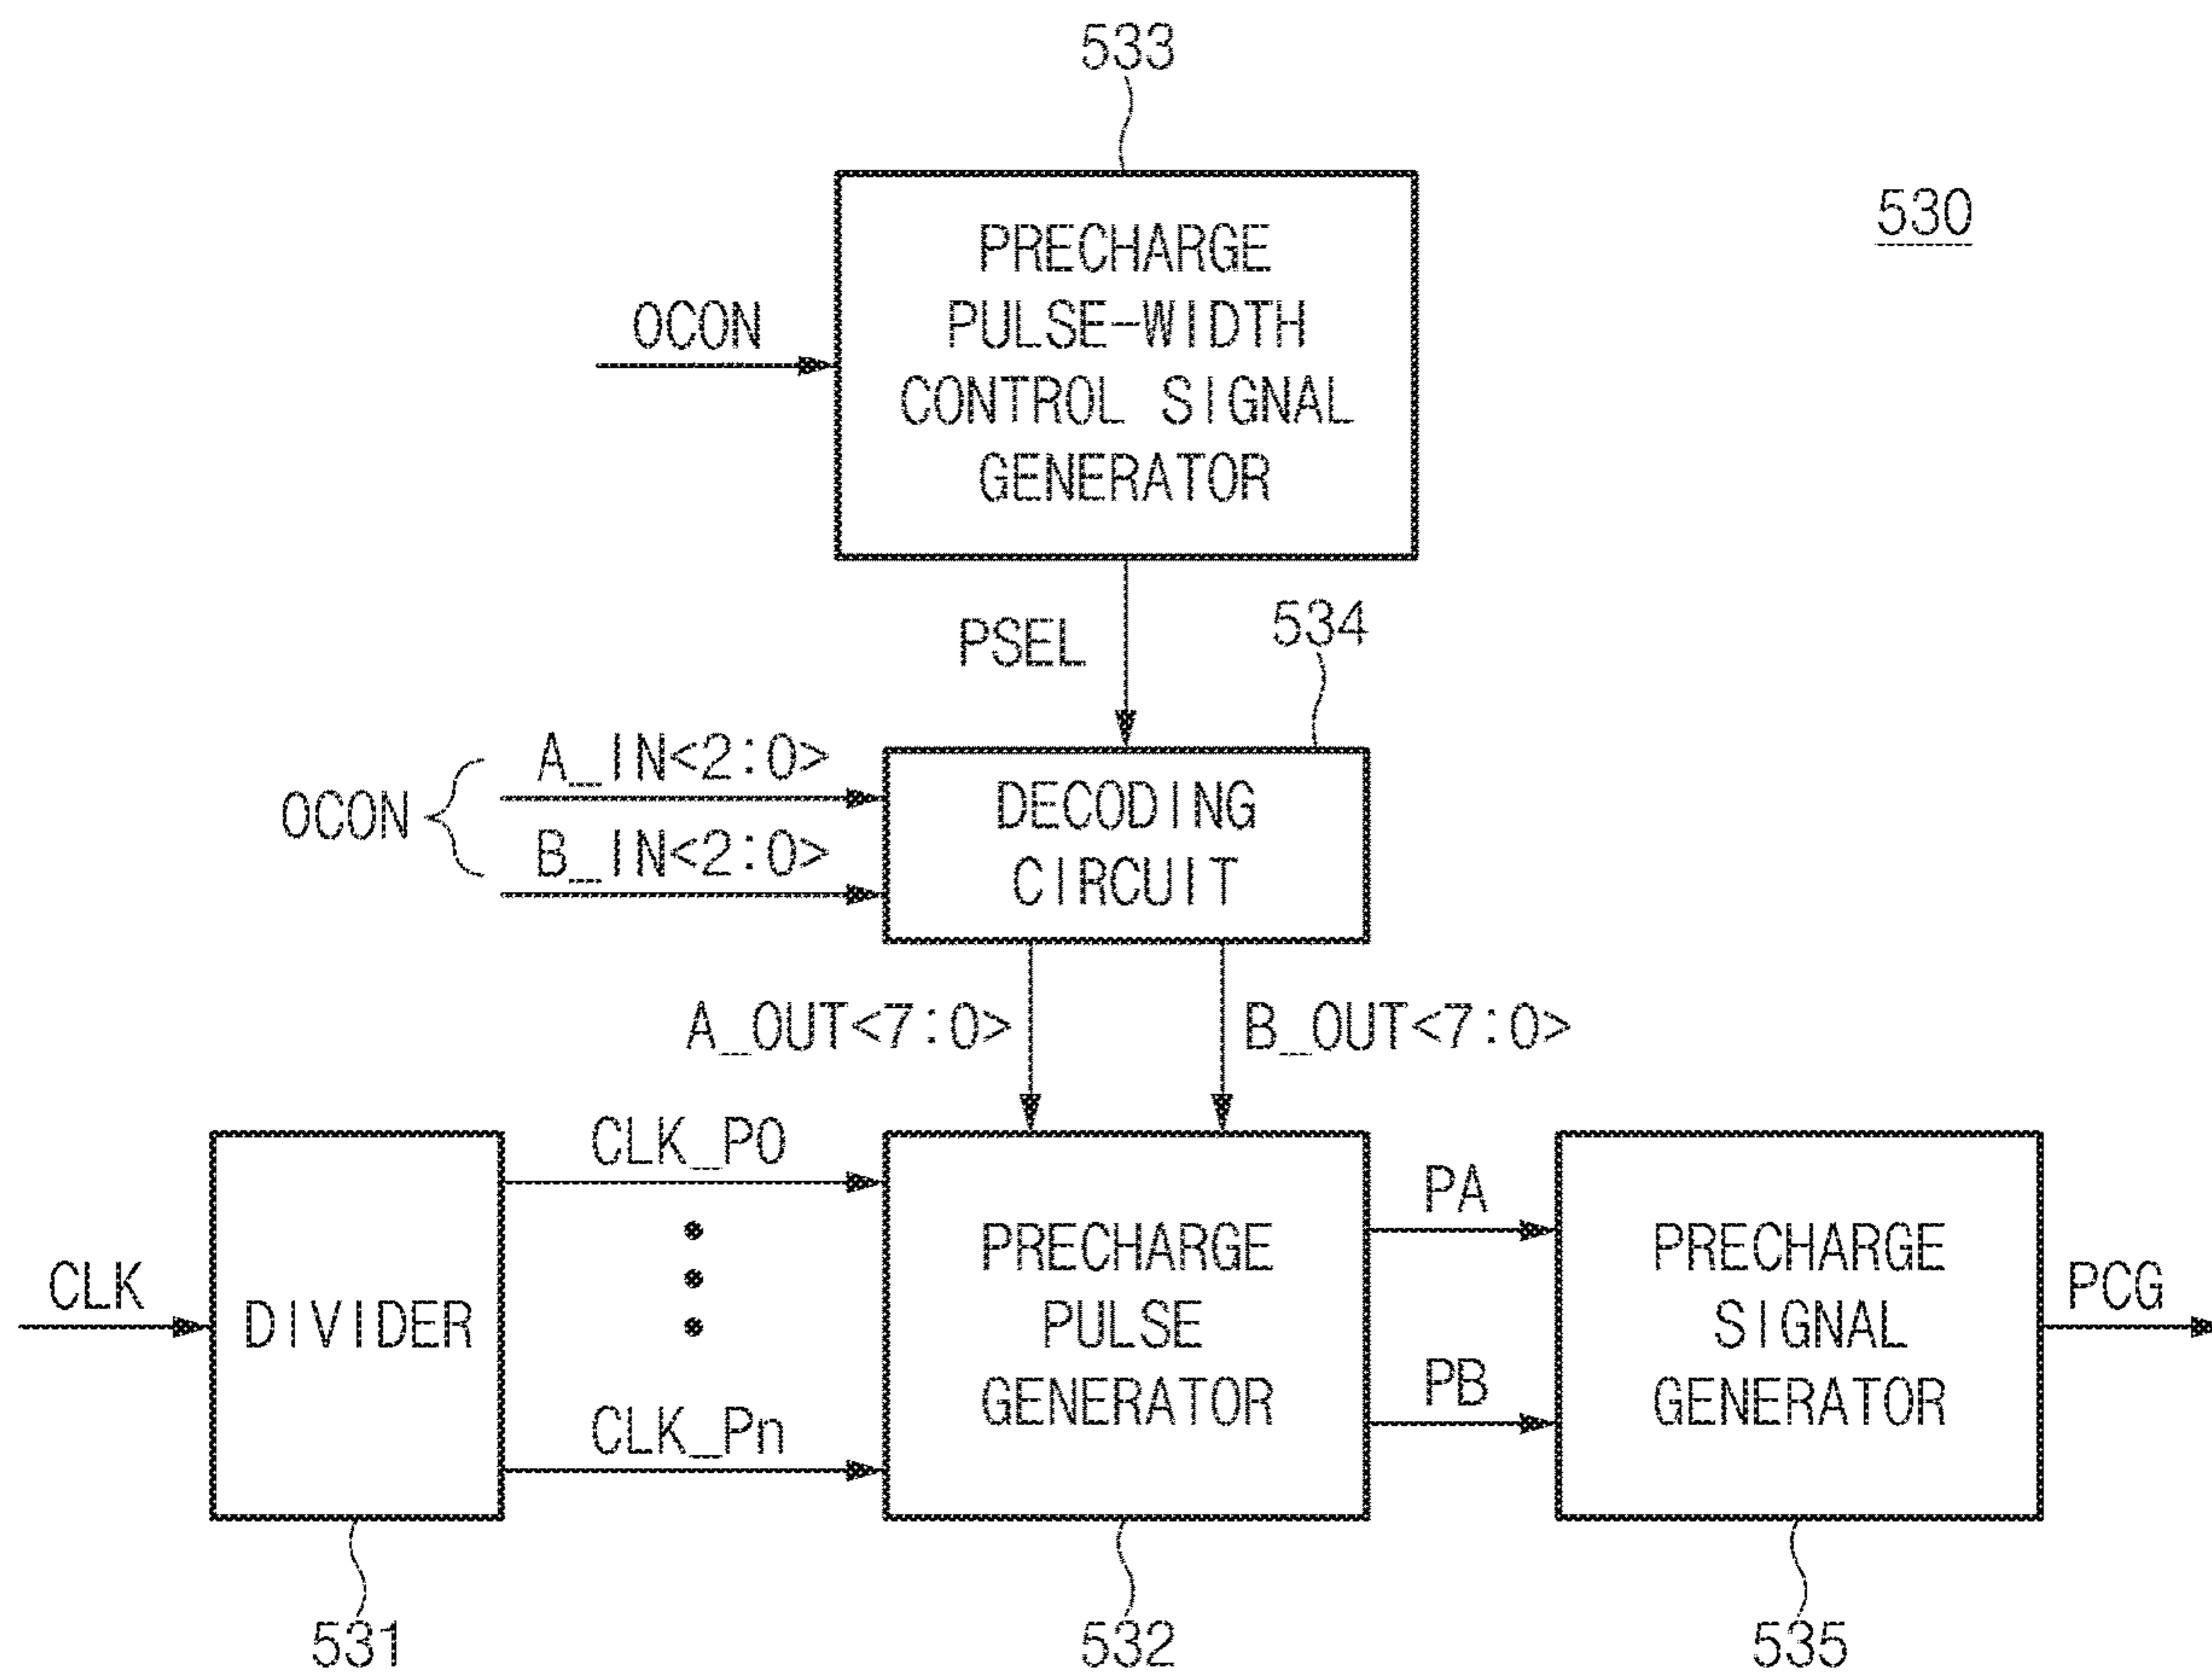 533
530
PRECHARGE
PULSE-WIDTH
CONTROL SIGNAL
GENERATOR
OCON
PSEL
534
A_IN<2:0>
OCON
B_IN<2:0>
DECODING
CIRCUIT
A_OUT<7:0>
B_OUT<7:0>
CLK
DIVIDER
CLK_P0
CLK_Pn
PRECHARGE
PULSE
GENERATOR
PA
PB
PRECHARGE
SIGNAL
GENERATOR
PCG
531
532
535